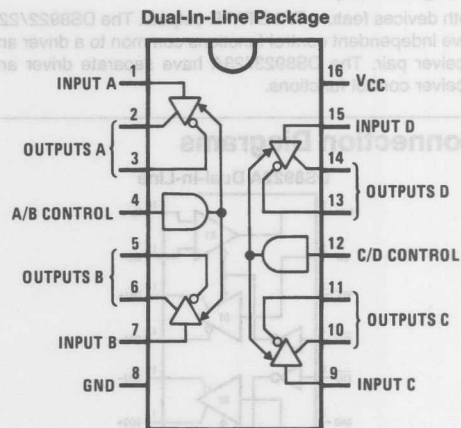 Dual-In-Line Package
1 INPUT A
2
OUTPUTS A
3
4 A/B CONTROL
5
OUTPUTS B
6
7 INPUT B
8 GND
16 VCC
15 INPUT D
14
OUTPUTS D
13
12 C/D CONTROL
11
OUTPUTS C
10
9 INPUT C